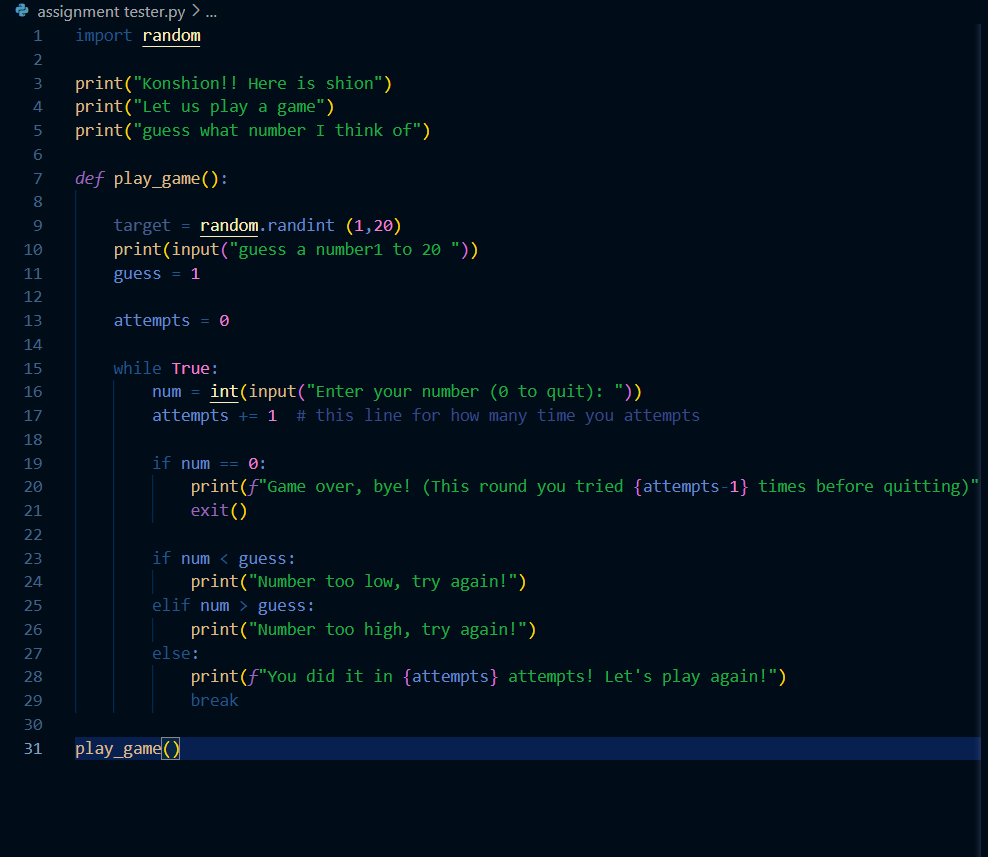 assignment tester.py > ...
1 import random
2
3 print("Konshion!! Here is shion")
4 print("Let us play a game")
5 print("guess what number I think of")
6
7 def play_game():
8
9     target = random.randint (1,20)
10     print(input("guess a number1 to 20 "))
11     guess = 1
12
13     attempts = 0
14
15     while True:
16         num = int(input("Enter your number (0 to quit): "))
17         attempts += 1  # this line for how many time you attempts
18
19         if num == 0:
20             print(f"Game over, bye! (This round you tried {attempts-1} times before quitting)"
21             exit()
22
23         if num < guess:
24             print("Number too low, try again!")
25         elif num > guess:
26             print("Number too high, try again!")
27         else:
28             print(f"You did it in {attempts} attempts! Let's play again!")
29             break
30
31 play_game()